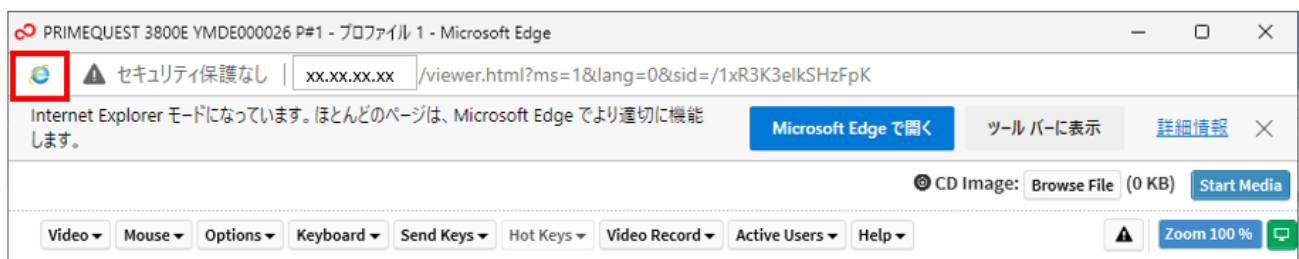 PRIMEQUEST 3800E YMDE000026 P#1 - プロファイル 1 - Microsoft Edge
セキュリティ保護なし | xx.xx.xx.xx /viewer.html?ms=1&lang=0&sid=/1xR3K3elkSHzFpK
Internet Explorer モードになっています。ほとんどのページは、Microsoft Edge でより適切に機能
します。
Microsoft Edge で開く ツール バーに表示 詳細情報
CD Image: Browse File (0 KB) Start Media
Video Mouse Options Keyboard Send Keys Hot Keys Video Record Active Users Help Zoom 100 %